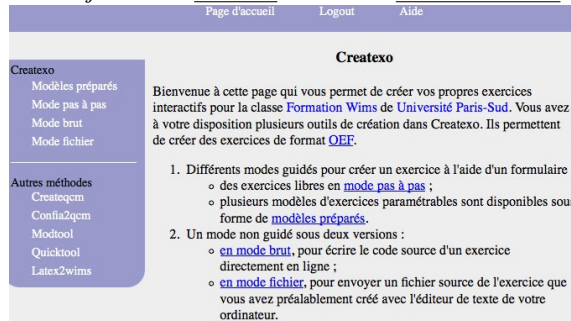 Page d'accueil Logout Aide
Createxo
Modèles préparés
Mode pas à pas
Mode brut
Mode fichier
Autres méthodes
Createqcm
Confia2qcm
Modtool
Quicktool
Latex2wims
Createxo
Bienvenue à cette page qui vous permet de créer vos propres exercices
interactifs pour la classe Formation Wims de Université Paris-Sud. Vous avez
à votre disposition plusieurs outils de création dans Createxo. Ils permettent
de créer des exercices de format OEF.
1. Différents modes guidés pour créer un exercice à l'aide d'un formulaire
◦ des exercices libres en mode pas à pas ;
◦ plusieurs modèles d'exercices paramétrables sont disponibles sous
forme de modèles préparés.
2. Un mode non guidé sous deux versions :
◦ en mode brut, pour écrire le code source d'un exercice
directement en ligne ;
◦ en mode fichier, pour envoyer un fichier source de l'exercice que
vous avez préalablement créé avec l'éditeur de texte de votre
ordinateur.